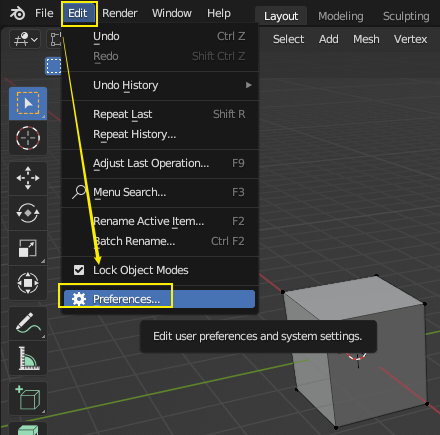 File Edit Render Window Help Layout Modeling Sculpting
Select Add Mesh Vertex
Undo Ctrl Z
Redo Shift Ctrl Z
Undo History
Repeat Last Shift R
Repeat History...
Adjust Last Operation... F9
Menu Search... F3
Rename Active Item... F2
Batch Rename... Ctrl F2
Lock Object Modes
Preferences...
Edit user preferences and system settings.